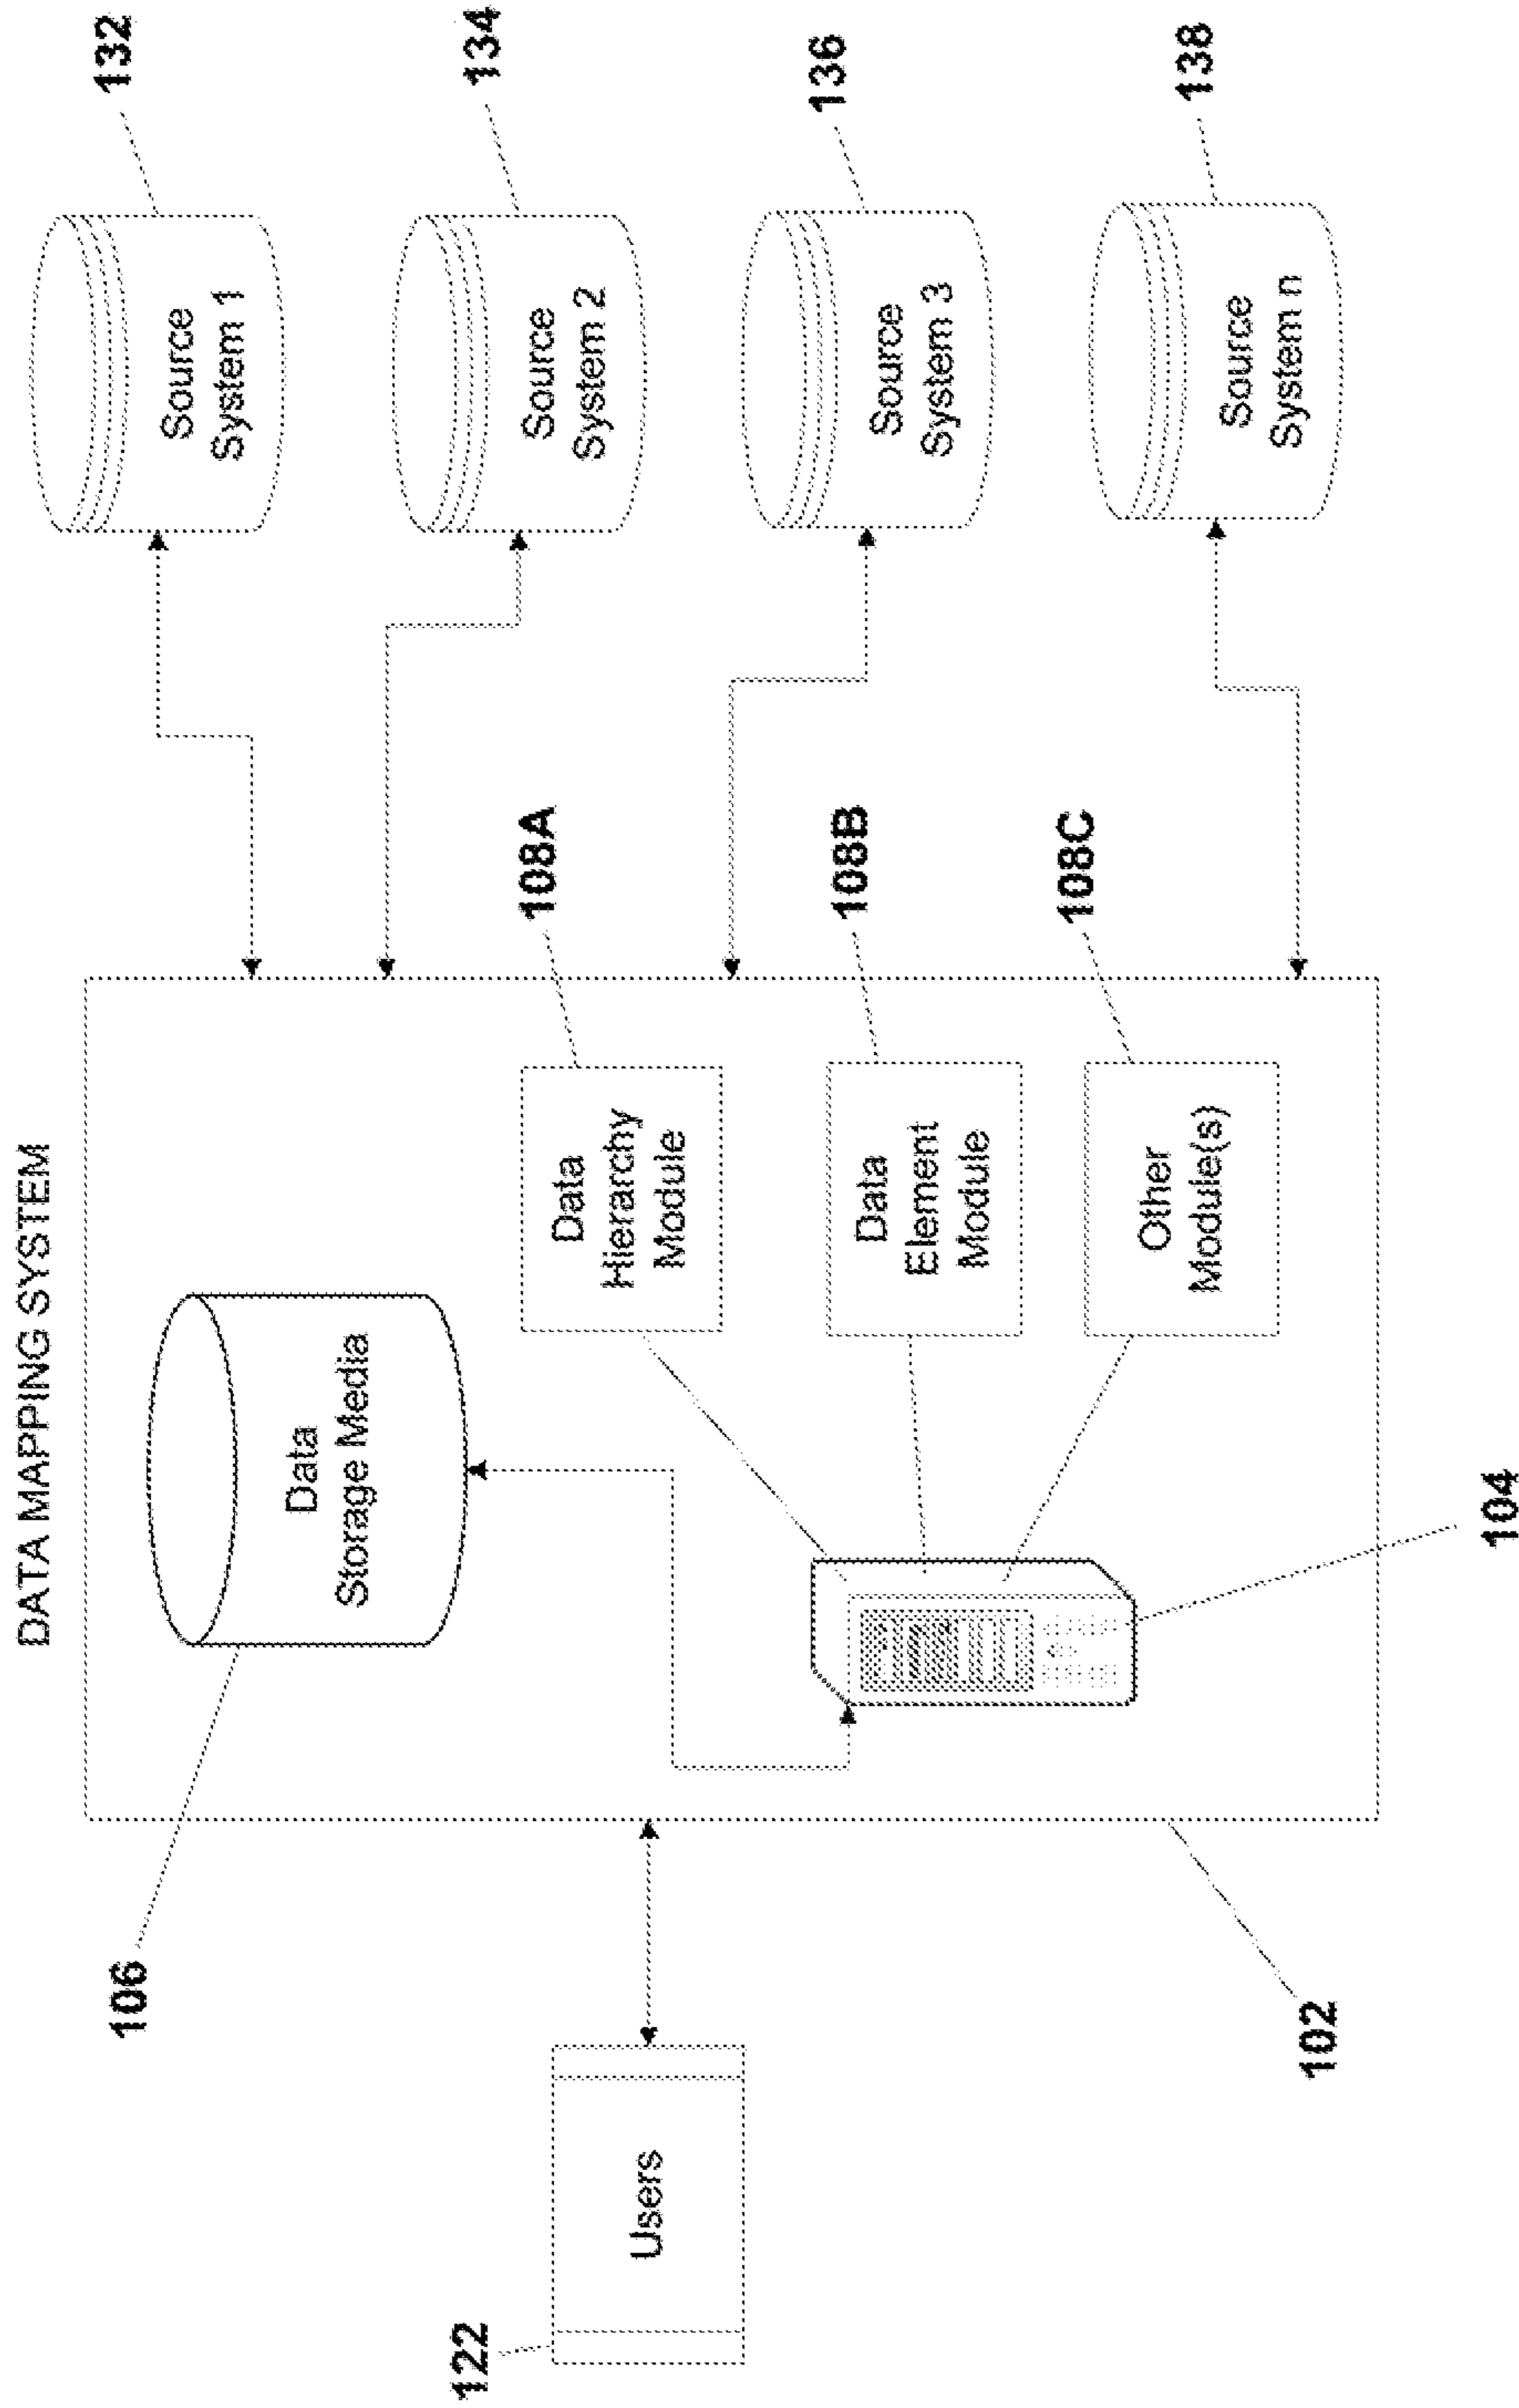 DATA MAPPING SYSTEM
122
Users
106
Data
Storage Media
102
104
108A
Data
Hierarchy
Module
108B
Data
Element
Module
108C
Other
Module(s)
132
Source
System 1
134
Source
System 2
136
Source
System 3
138
Source
System n